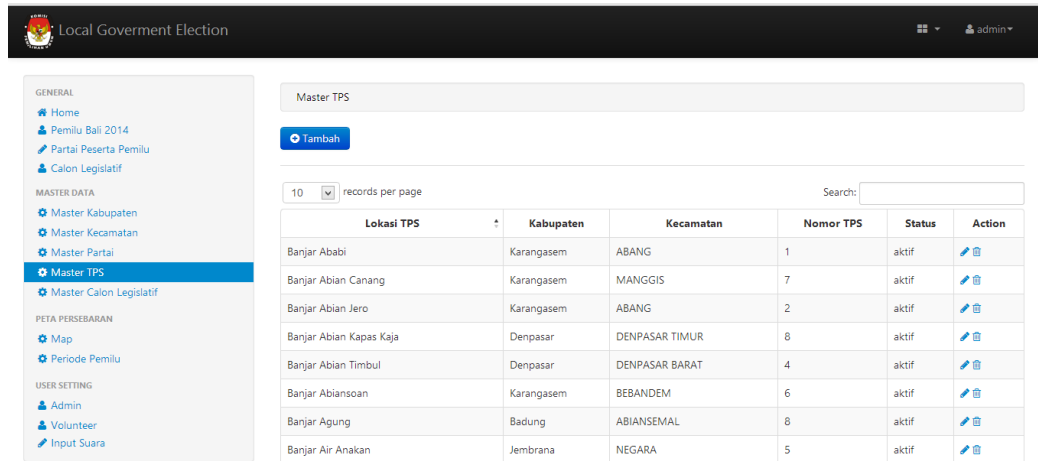 KOMISI
Local Goverment Election
admin
GENERAL
Home
Pemilu Bali 2014
Partai Peserta Pemilu
Calon Legislatif
MASTER DATA
Master Kabupaten
Master Kecamatan
Master Partai
Master TPS
Master Calon Legislatif
PETA PERSEBARAN
Map
Periode Pemilu
USER SETTING
Admin
Volunteer
Input Suara
Master TPS
Tambah
10 records per page Search:
Lokasi TPS Kabupaten Kecamatan Nomor TPS Status Action
Banjar Ababi Karangasem ABANG 1 aktif
Banjar Abian Canang Karangasem MANGGIS 7 aktif
Banjar Abian Jero Karangasem ABANG 2 aktif
Banjar Abian Kapas Kaja Denpasar DENPASAR TIMUR 8 aktif
Banjar Abian Timbul Denpasar DENPASAR BARAT 4 aktif
Banjar Abiansoan Karangasem BEBANDEM 6 aktif
Banjar Agung Badung ABIANSEMAL 8 aktif
Banjar Air Anakan Jembrana NEGARA 5 aktif